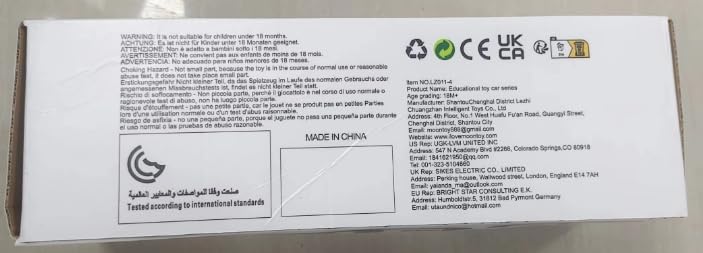 WARNING: It is not suitable for children under 18 months.
ACHTUNG: Es ist nicht für Kinder unter 18 Monaten geeignet.
ATTENZIONE: Non è adatto a bambini sotto i 18 mesi.
AVERTISSEMENT: Ne convient pas aux enfants de moins de 18 mois.
ADVERTENCIA: No adecuado para niños menores de 18 meses.
Choking Hazard - Not small part, because the toy is in the course of normal use or reasonable
abuse test, it does not take place small part.
Erstickungsgefahr Nicht kleiner Teil, da das Spielzeug im Laufe des normalen Gebrauchs oder
angemessenen Missbrauchstests ist, findet es nicht kleiner Teil statt.
Rischio di soffocamento - Non piccola parte, perché il giocattolo è nel corso di uso normale o
ragionevole test di abuso, non ha luogo piccola parte.
Risque d'étouffement - pas une petite partie, car le jouet ne se produit pas en petites Parties
lors d'une utilisation normale ou d'un test d'abus raisonnable.
Riesgo de asfixia - no una pequeña parte, porque el juguete no pasa una pequeña parte durante
el uso normal o las pruebas de abuso razonable.
صنعت وفقا للمواصفات والمعايير العالمية
Tested according to international standards
MADE IN CHINA
CE UK
CA
Item NO.LZ011-4
Product Name: Educational toy car series
Age grading: 18M+
Manufacturer: ShantouChenghai District Lezhi
Chuangzhan Intelligent Toys Co., Ltd
Address: 4th Floor, No.1 West Huafu Fu'an Road, Guangyi Street,
Chenghai District, Shantou City
Email: moontoy888@gmail.com
Website: www.ilovemoontoy.com
US Rep: UGK-LVM UNITED INC
Address: 547 N Academy Blvd #2288, Colorado Springs,CO,80918
Email: 1841621950@qq.com
Tel: 001-323-5104660
UK Rep: SIKES ELECTRIC CO., LIMITED
Address: Parking house, Wallwood street, London, England E14 7AH
Email: yalanda_ma@outlook.com
EU Rep: BRIGHT STAR CONSULTING E.K.
Address: Humboldtstr.5, 31812 Bad Pyrmont Germany
Email: utaundnico@hotmail.com